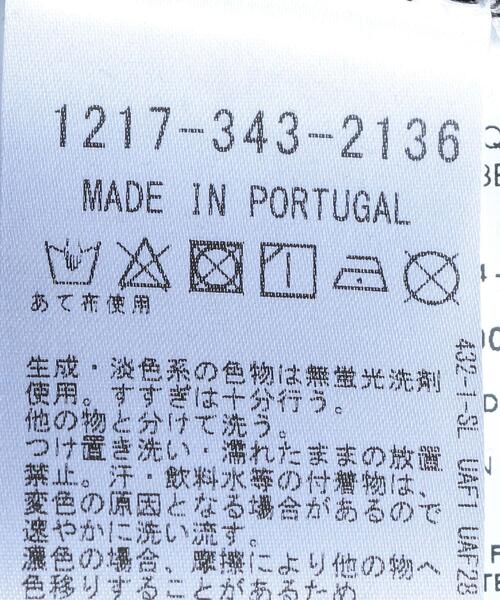 1217-343-2136
MADE IN PORTUGAL
あて布使用
生成・淡色系の色物は無蛍光洗剤
使用。すすぎは十分行う。
他の物と分けて洗う。
つけ置き洗い・濡れたままの放置
禁止。汗・飲料水等の付着物は、
変色の原因となる場合があるので
速やかに洗い流す。
濃色の場合、摩擦により他の物へ
色移りすることがあるため
432-1-SL UAF1 UAF28